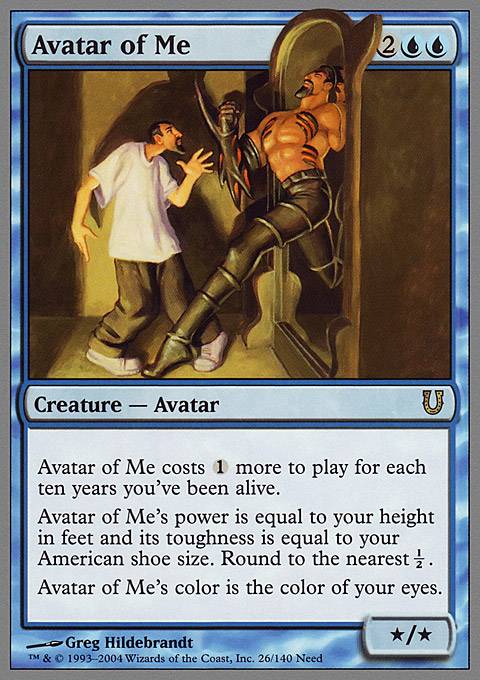 Avatar of Me 2
Creature — Avatar
Avatar of Me costs 1 more to play for each
ten years you've been alive.
Avatar of Me's power is equal to your height
in feet and its toughness is equal to your
American shoe size. Round to the nearest ½.
Avatar of Me's color is the color of your eyes.
★/★
Greg Hildebrandt
™ & © 1993–2004 Wizards of the Coast, Inc. 26/140 Need